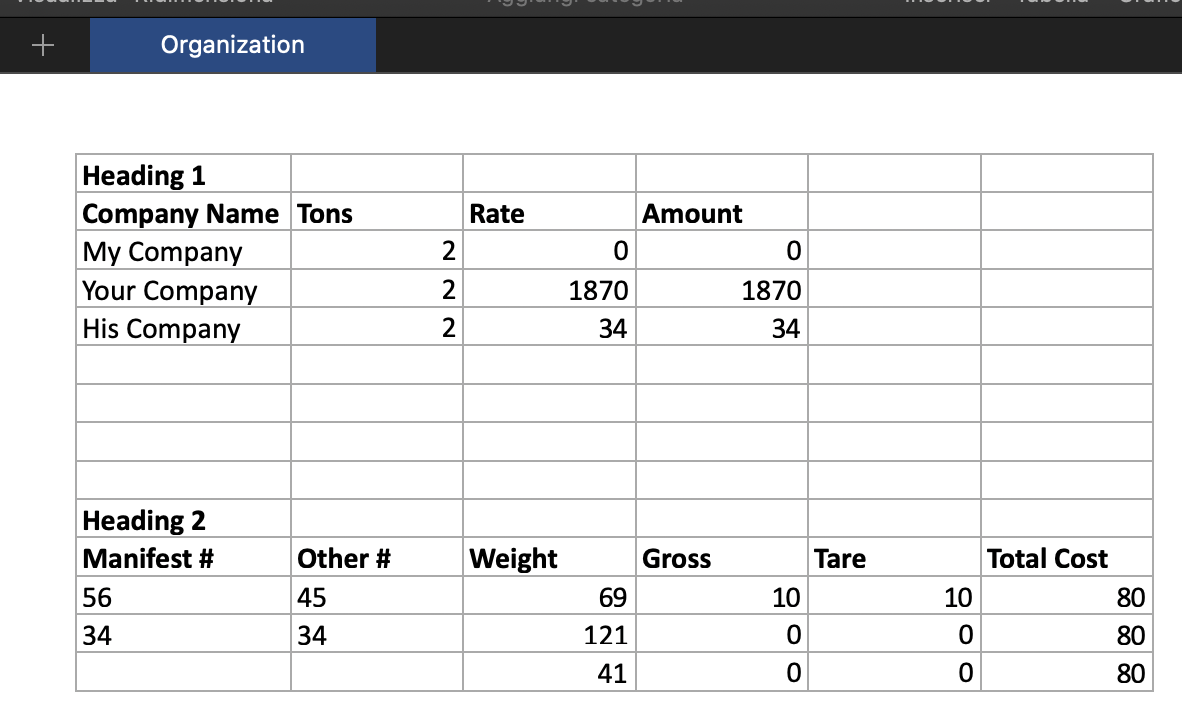 Organization
Heading 1
Company Name Tons Rate Amount
My Company 2 0 0
Your Company 2 1870 1870
His Company 2 34 34
Heading 2
Manifest # Other # Weight Gross Tare Total Cost
56 45 69 10 10 80
34 34 121 0 0 80
41 0 0 80